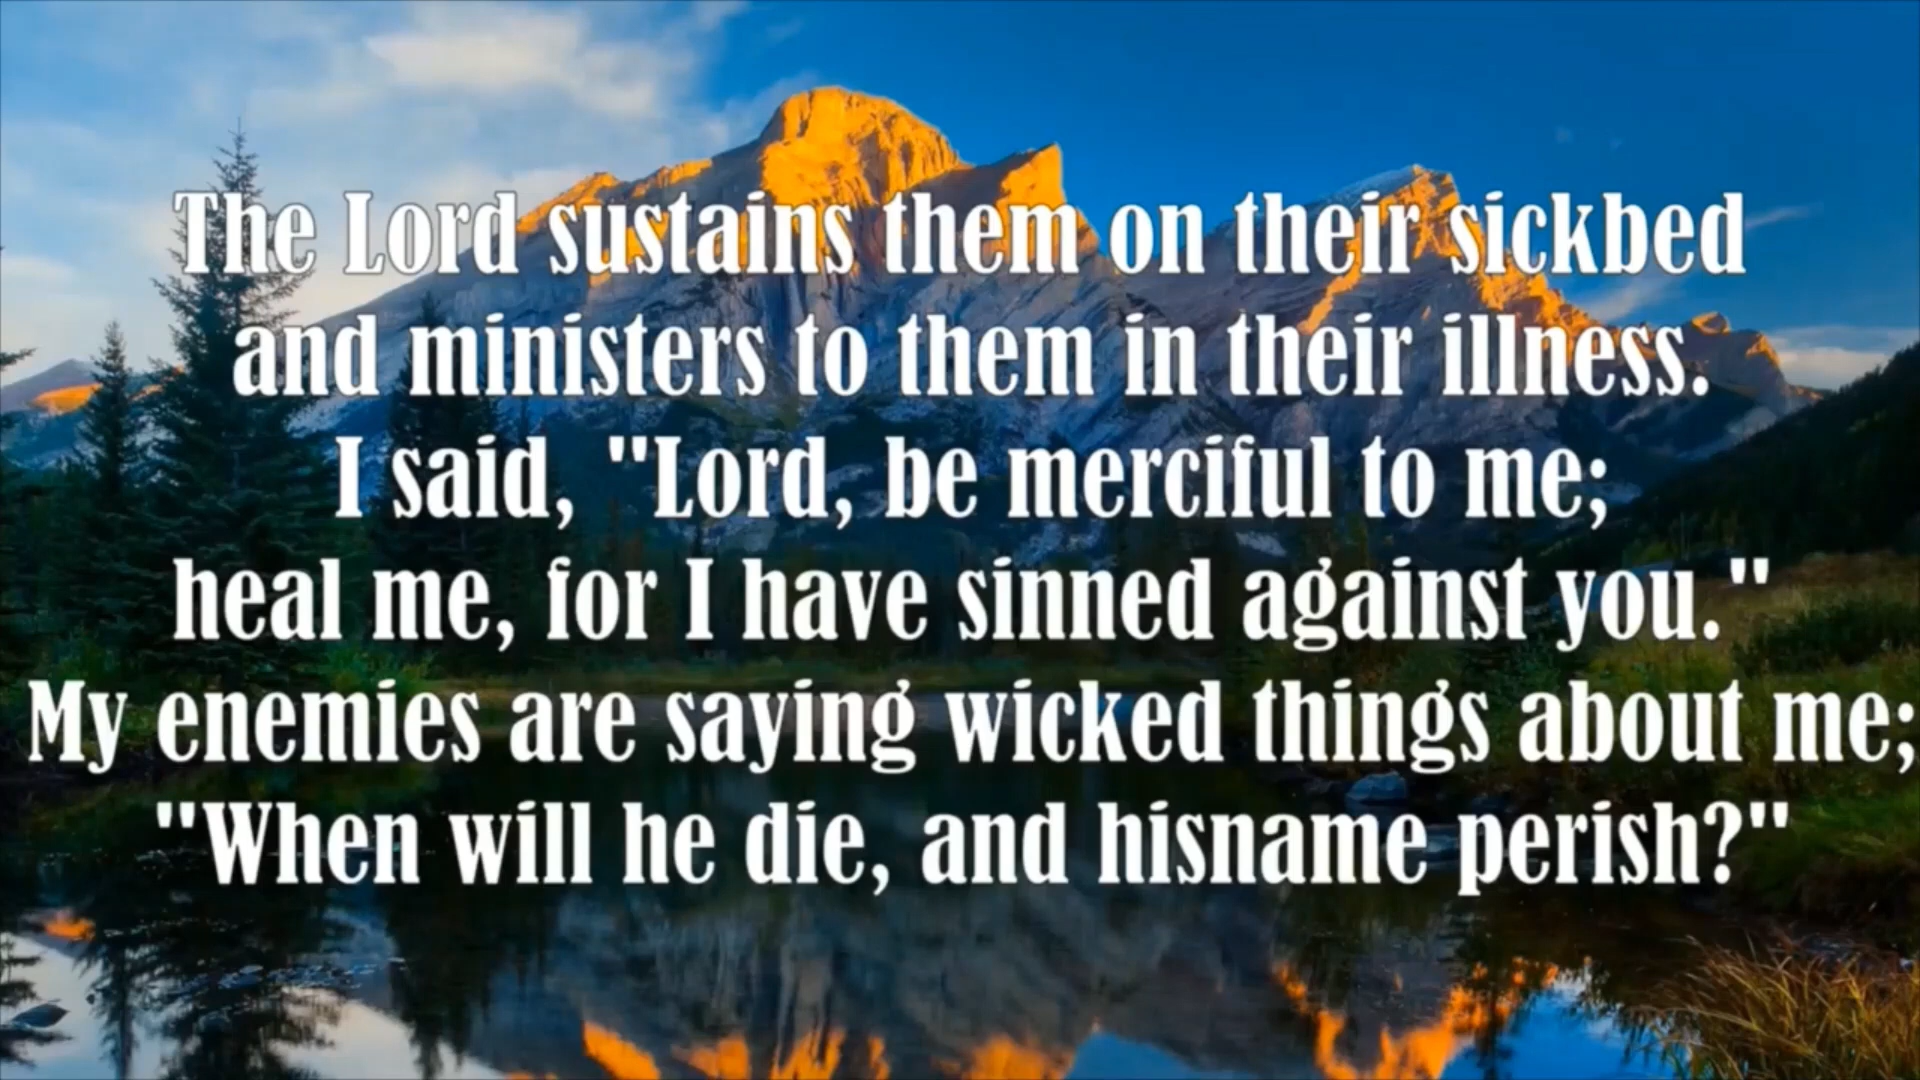 The Lord sustains them on their sickbed
and ministers to them in their illness.
I said, "Lord, be merciful to me;
heal me, for I have sinned against you."
My enemies are saying wicked things about me;
"When will he die, and hisname perish?"